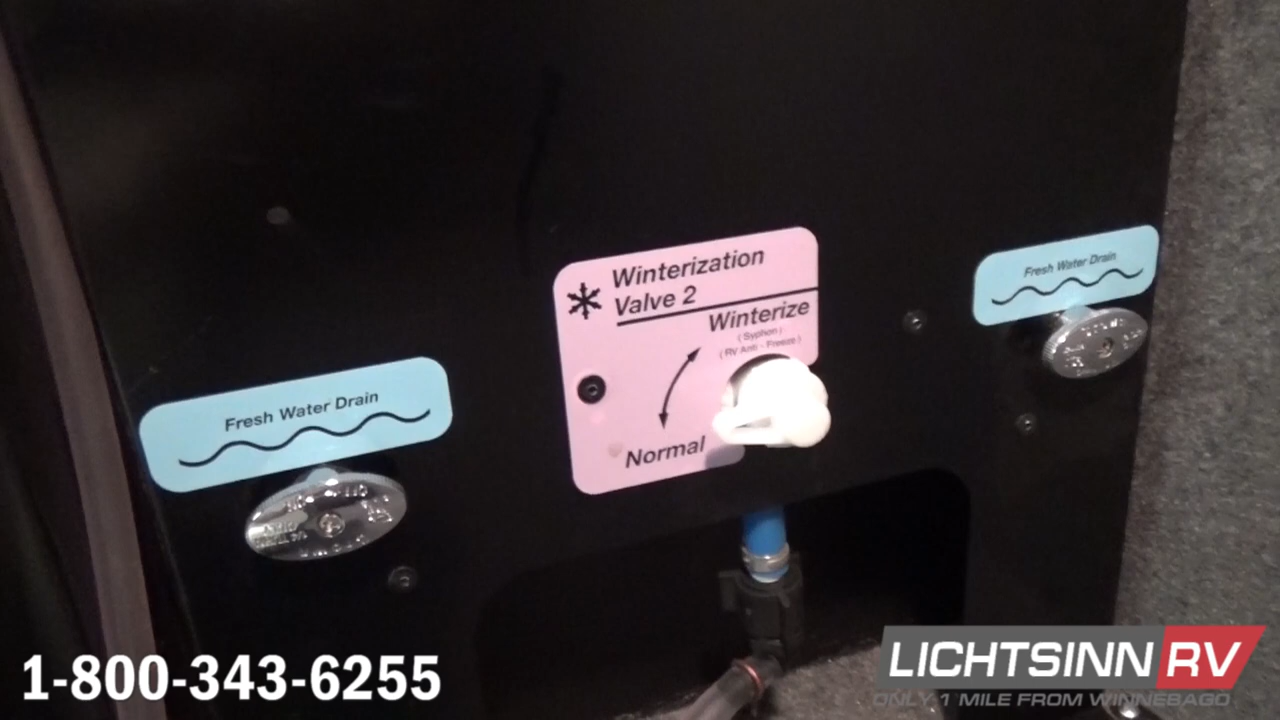 Winterization
Valve 2
Winterize
( Syphon )
( RV Anti - Freeze )
Normal
Fresh Water Drain
Fresh Water Drain
1-800-343-6255
LICHTSINN RV
ONLY 1 MILE FROM WINNEBAGO